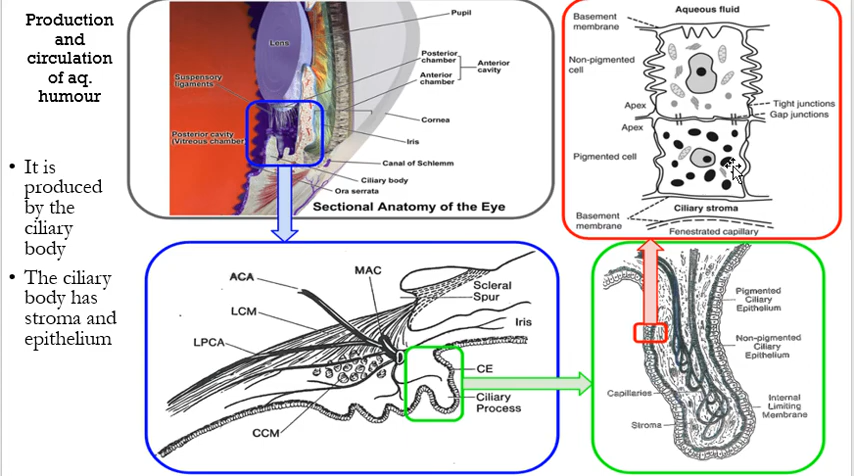 Production
and
circulation
of aq.
humour
• It is
produced
by the
ciliary
body
• The ciliary
body has
stroma and
epithelium
Pupil
Lens
Posterior
chamber
Anterior
cavity
Anterior
chamber
Suspensory
ligaments
Cornea
Posterior cavity
(Vitreous chamber)
Iris
Canal of Schlemm
Ciliary body
Ora serrata
Sectional Anatomy of the Eye
Aqueous fluid
Basement
membrane
Non-pigmented
cell
Apex
Tight junctions
Gap junctions
Apex
Pigmented cell
Ciliary stroma
Basement
membrane
Fenestrated capillary
ACA
MAC
Scleral
Spur
LCM
Iris
LPCA
CE
Ciliary
Process
CCM
Pigmented
Ciliary
Epithelium
Non-pigmented
Ciliary
Epithelium
Capillaries
Internal
Limiting
Membrane
Stroma